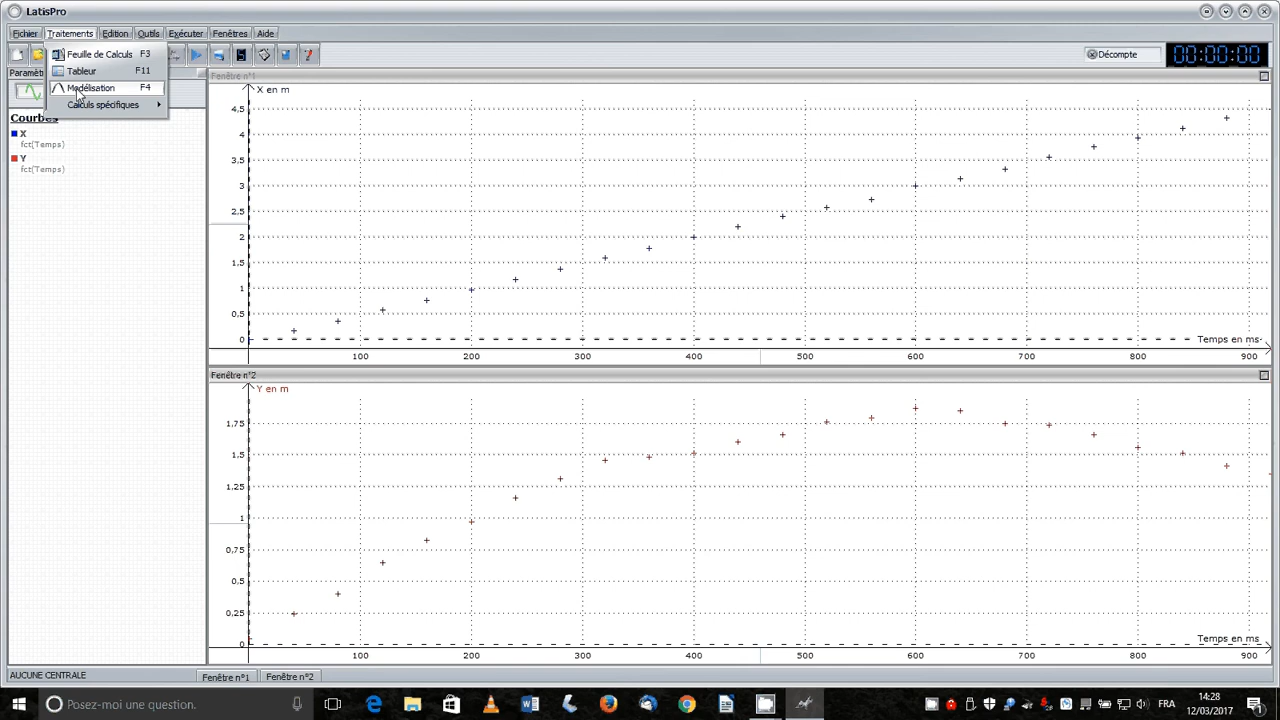 LatisPro
Fichier Traitements Edition Outils Exécuter Fenêtres Aide
Feuille de Calculs F3
Tableur F11
Modélisation F4
Calculs spécifiques
Décompte 00:00:00
Paramèt
Courbes
X
fct(Temps)
Y
fct(Temps)
Fenêtre n°1
X en m
4,5
4
3,5
3
2,5
2
1,5
1
0,5
0
Temps en ms
100 200 300 400 500 600 700 800 900
Fenêtre n°2
Y en m
1,75
1,5
1,25
1
0,75
0,5
0,25
0
Temps en ms
100 200 300 400 500 600 700 800 900
AUCUNE CENTRALE Fenêtre n°1 Fenêtre n°2
Posez-moi une question.
FRA
14:28
12/03/2017